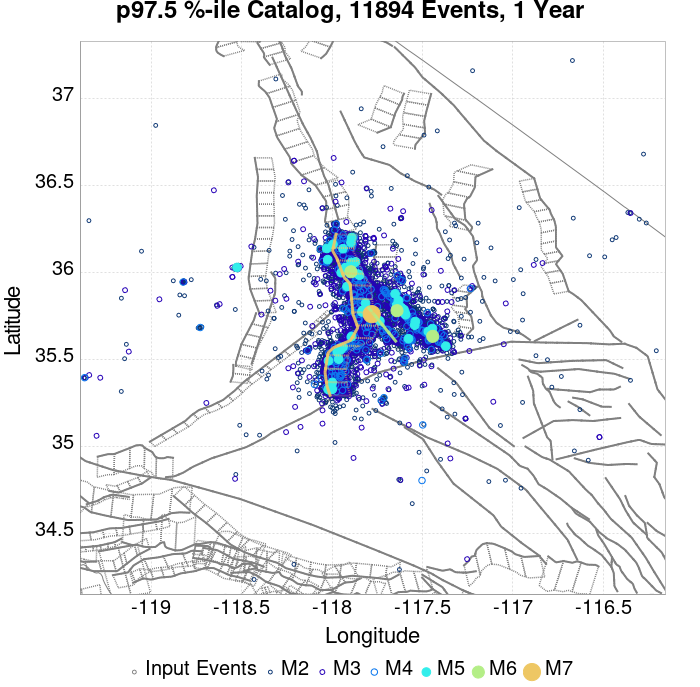 p97.5 %-ile Catalog, 11894 Events, 1 Year
37
36.5
36
35.5
35
34.5
Latitude
-119 -118.5 -118 -117.5 -117 -116.5
Longitude
Input Events M2 M3 M4 M5 M6 M7